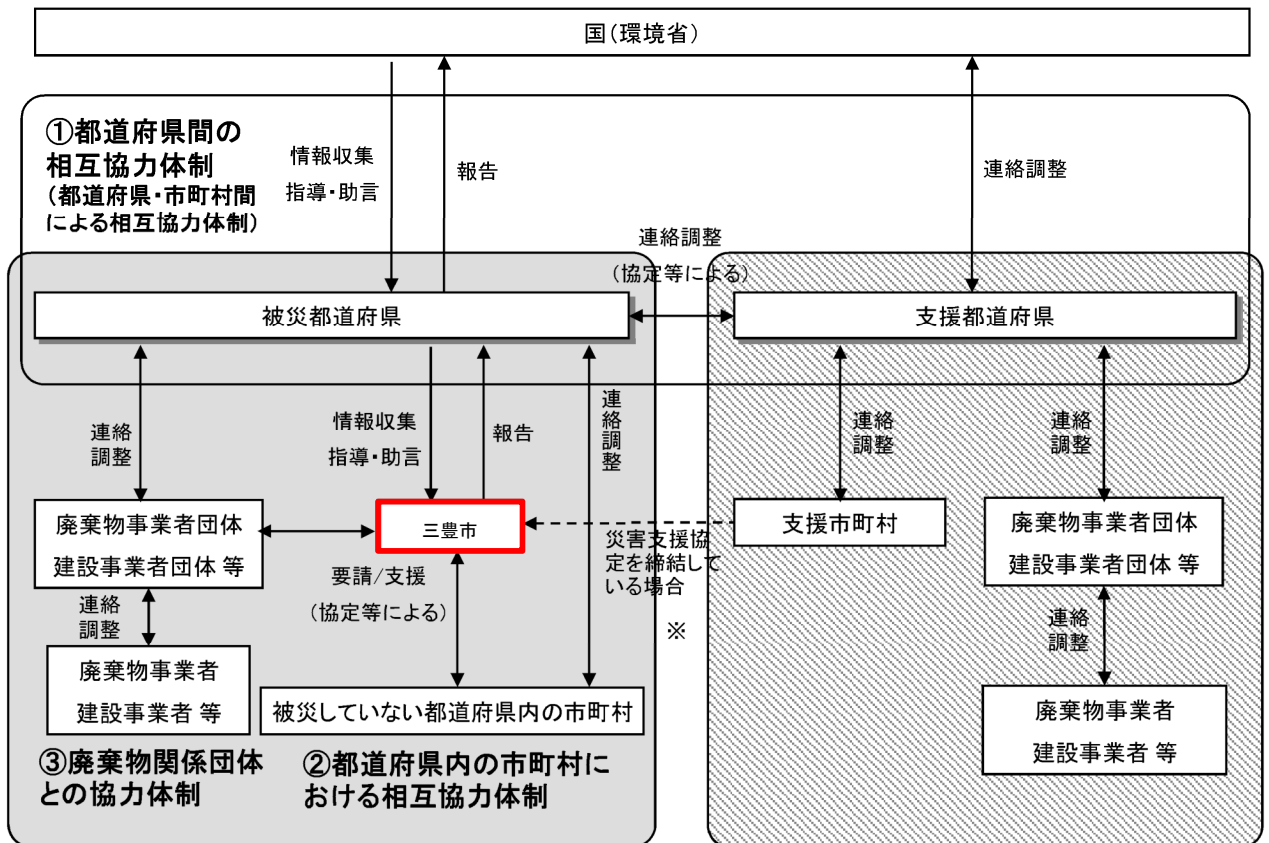 国(環境省)
①都道府県間の
相互協力体制
(都道府県・市町村間
による相互協力体制)
情報収集
指導・助言
報告
連絡調整
連絡調整
(協定等による)
被災都道府県
支援都道府県
連絡
調整
情報収集
指導・助言
報告
連絡調整
連絡
調整
連絡
調整
廃棄物事業者団体
建設事業者団体 等
三豊市
災害支援協
定を締結して
いる場合
※
支援市町村
廃棄物事業者団体
建設事業者団体 等
連絡
調整
要請/支援
(協定等による)
連絡
調整
廃棄物事業者
建設事業者 等
被災していない都道府県内の市町村
廃棄物事業者
建設事業者 等
③廃棄物関係団体
との協力体制
②都道府県内の市町村に
おける相互協力体制